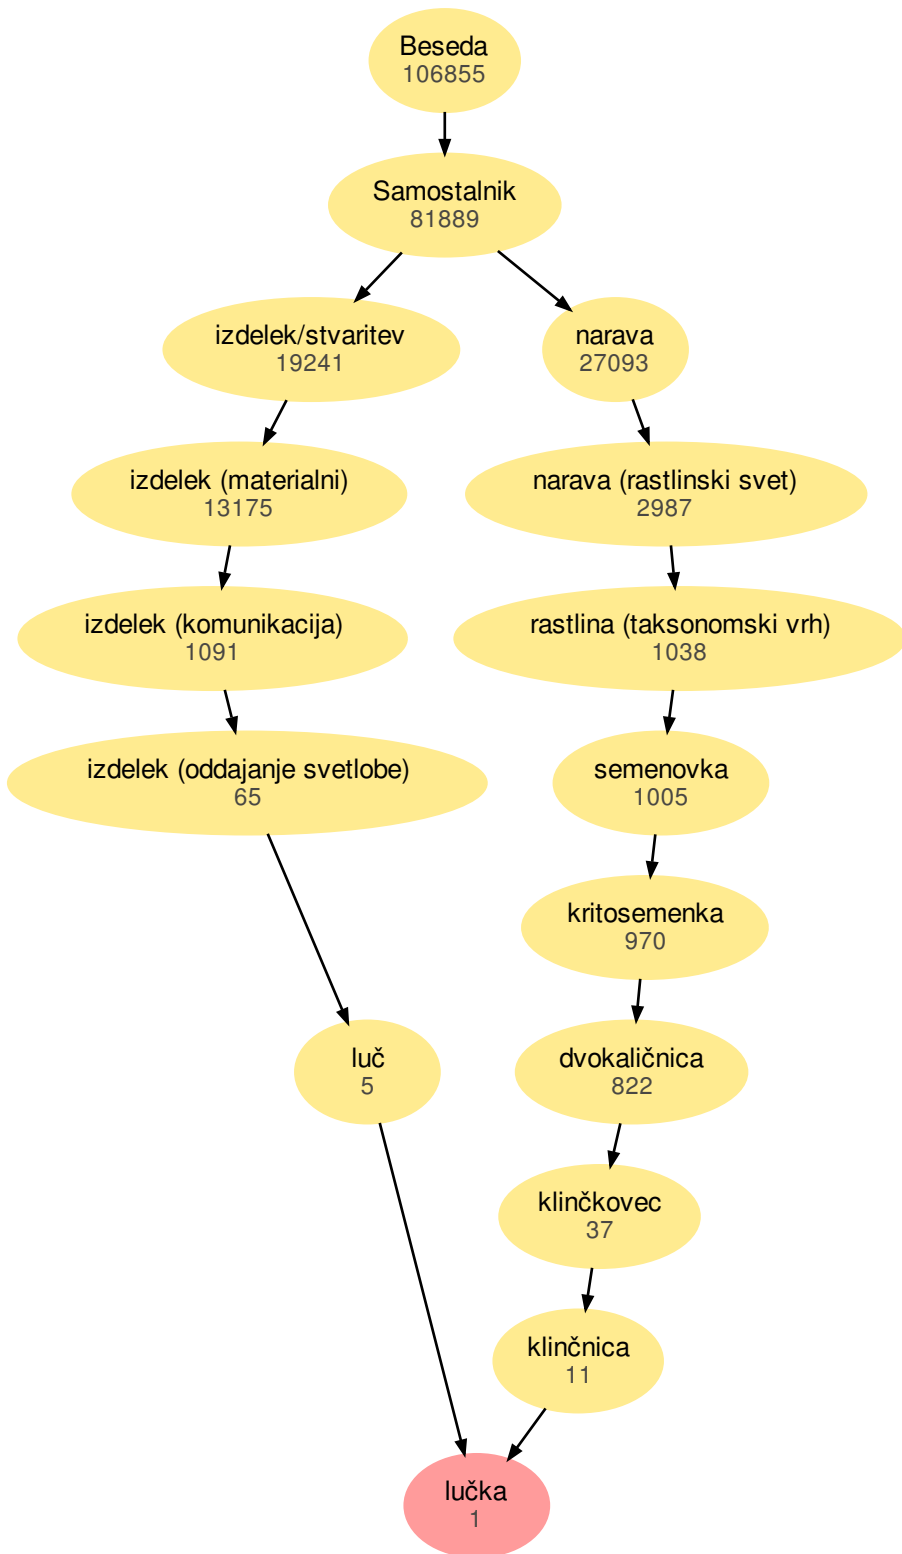 Beseda
106855
Samostalnik
81889
izdelek/stvaritev
19241
narava
27093
izdelek (materialni)
13175
narava (rastlinski svet)
2987
izdelek (komunikacija)
1091
rastlina (taksonomski vrh)
1038
izdelek (oddajanje svetlobe)
65
semenovka
1005
kritosemenka
970
luč
5
dvokaličnica
822
klinčkovec
37
klinčnica
11
lučka
1